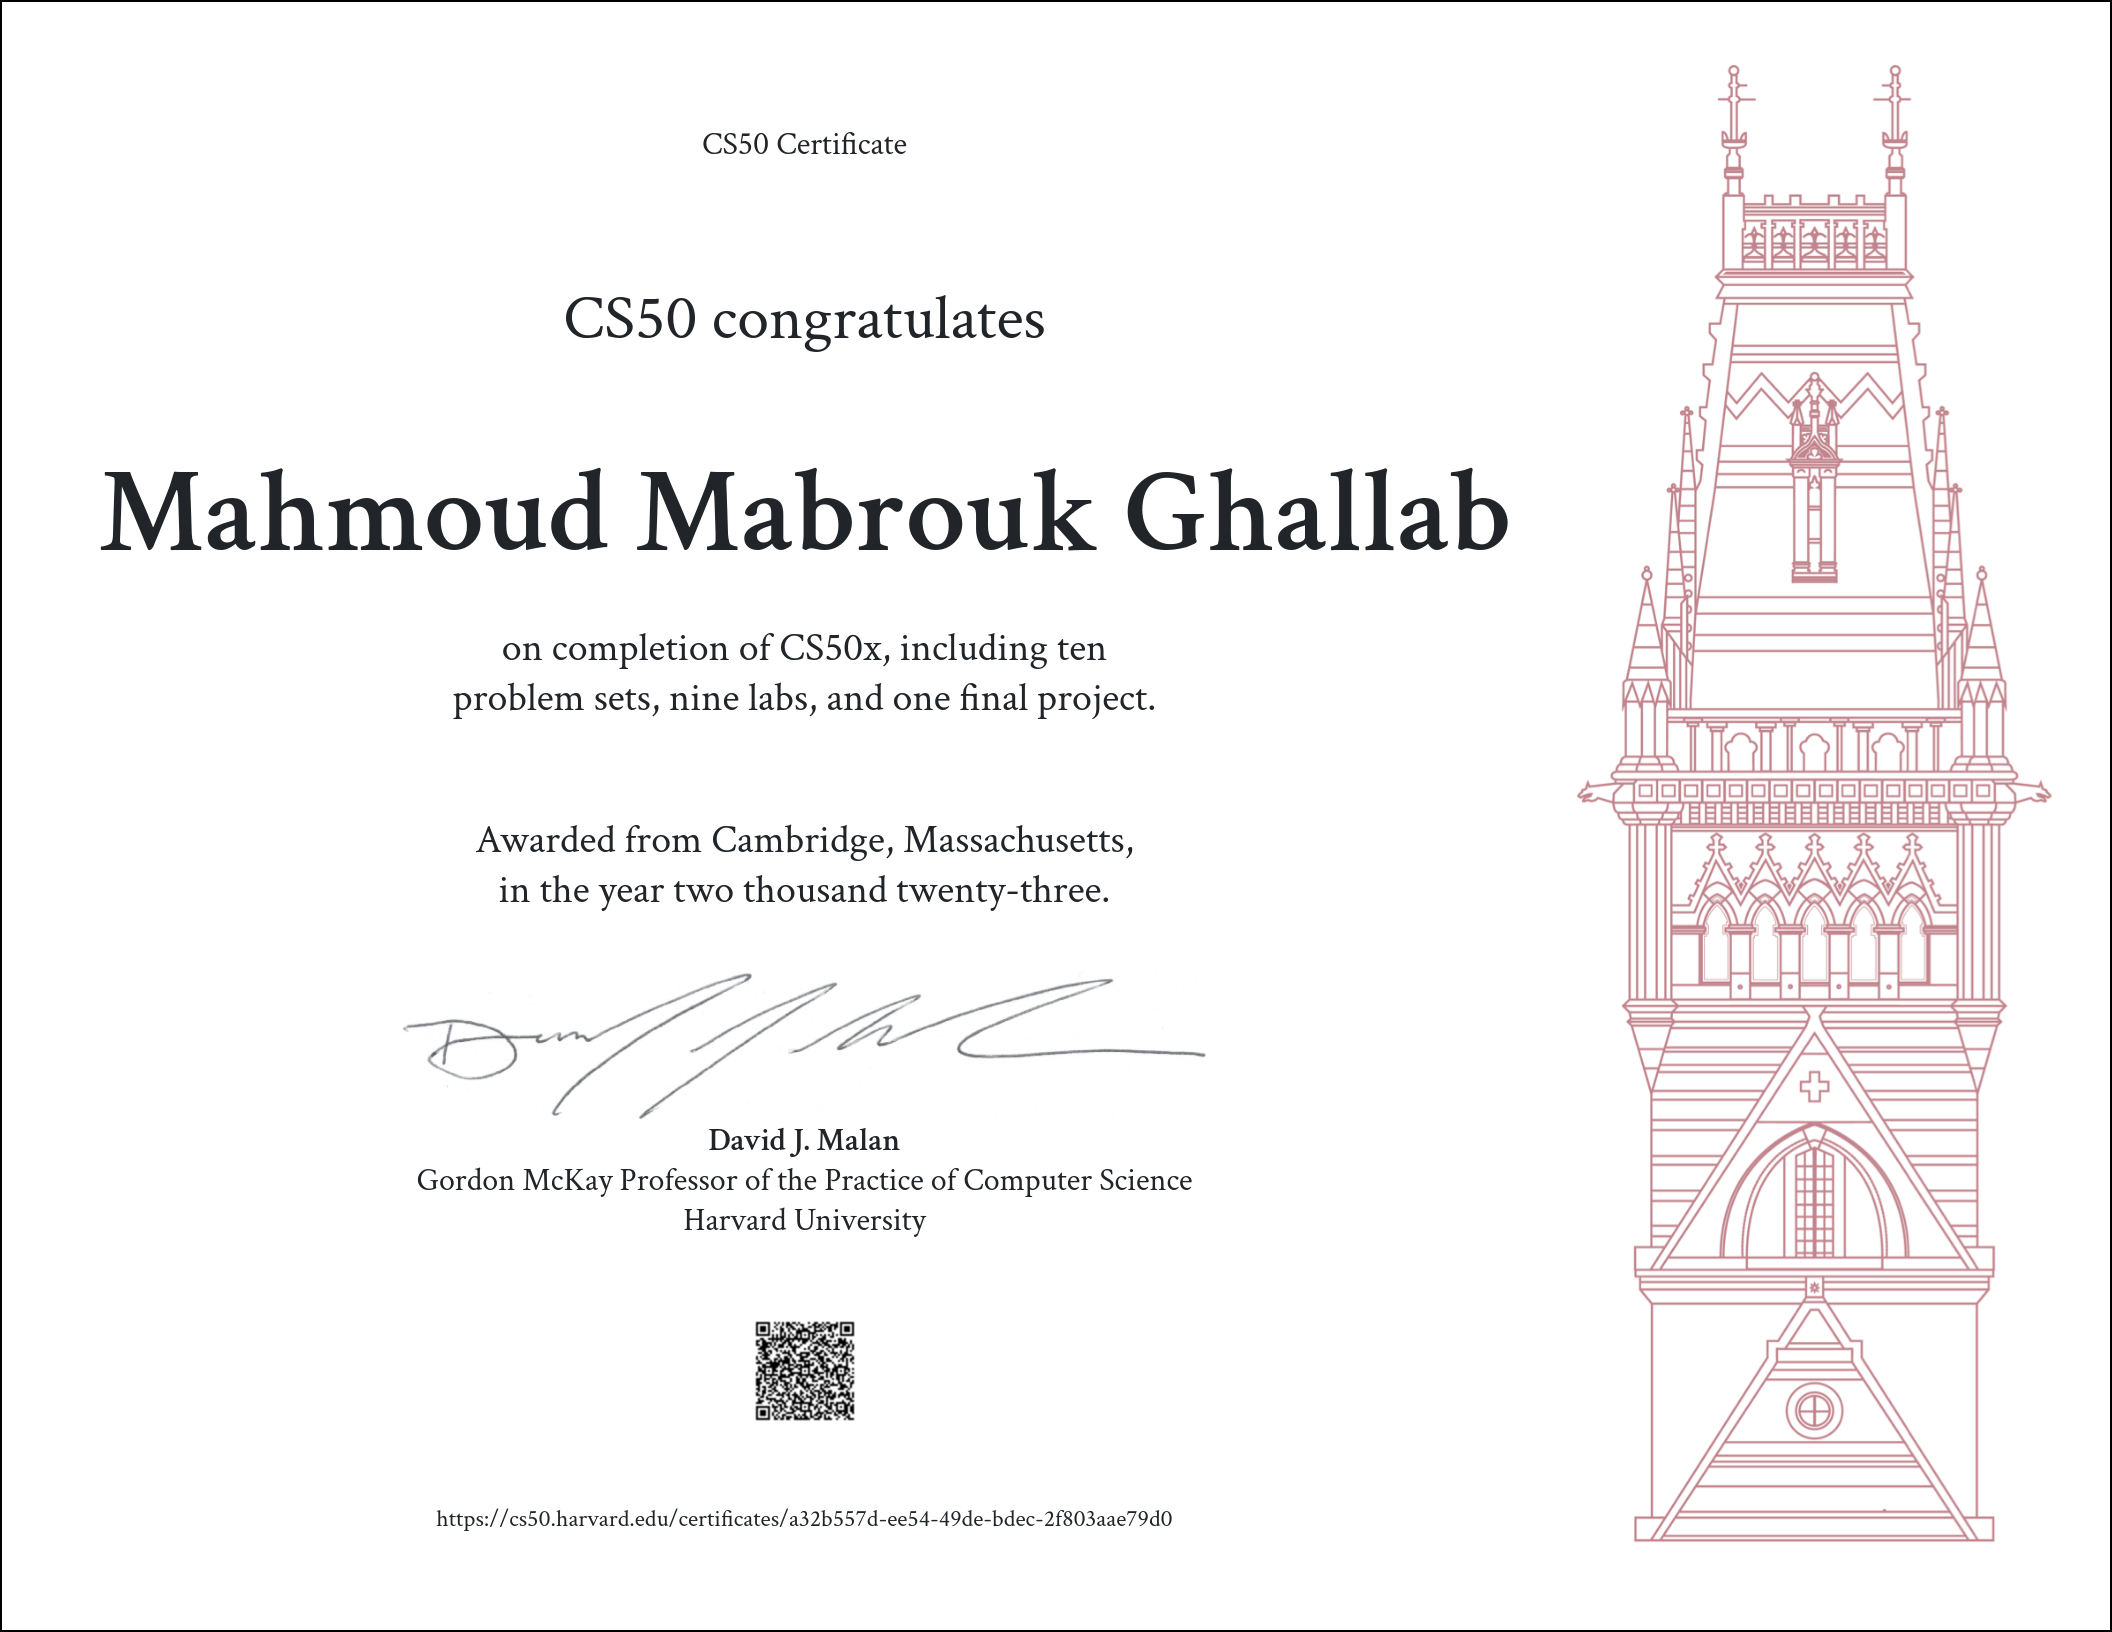 CS50 Certificate
CS50 congratulates
Mahmoud Mabrouk Ghallab
on completion of CS50x, including ten
problem sets, nine labs, and one final project.
Awarded from Cambridge, Massachusetts,
in the year two thousand twenty-three.
David J. Malan
Gordon McKay Professor of the Practice of Computer Science
Harvard University
https://cs50.harvard.edu/certificates/a32b557d-ee54-49de-bdec-2f803aae79d0